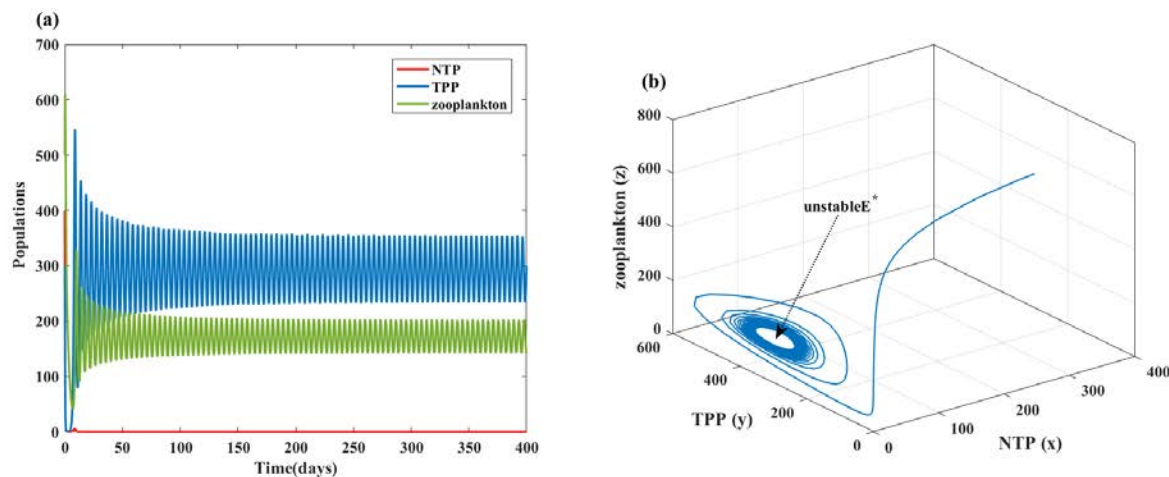 (a)
700
600
500
400
300
200
100
0
Populations
NTP
TPP
zooplankton
0 50 100 150 200 250 300 350 400
Time(days)
(b)
800
600
400
200
0
zooplankton (z)
unstableE*
600
400
200
0
TPP (y)
0
100
200
300
400
NTP (x)